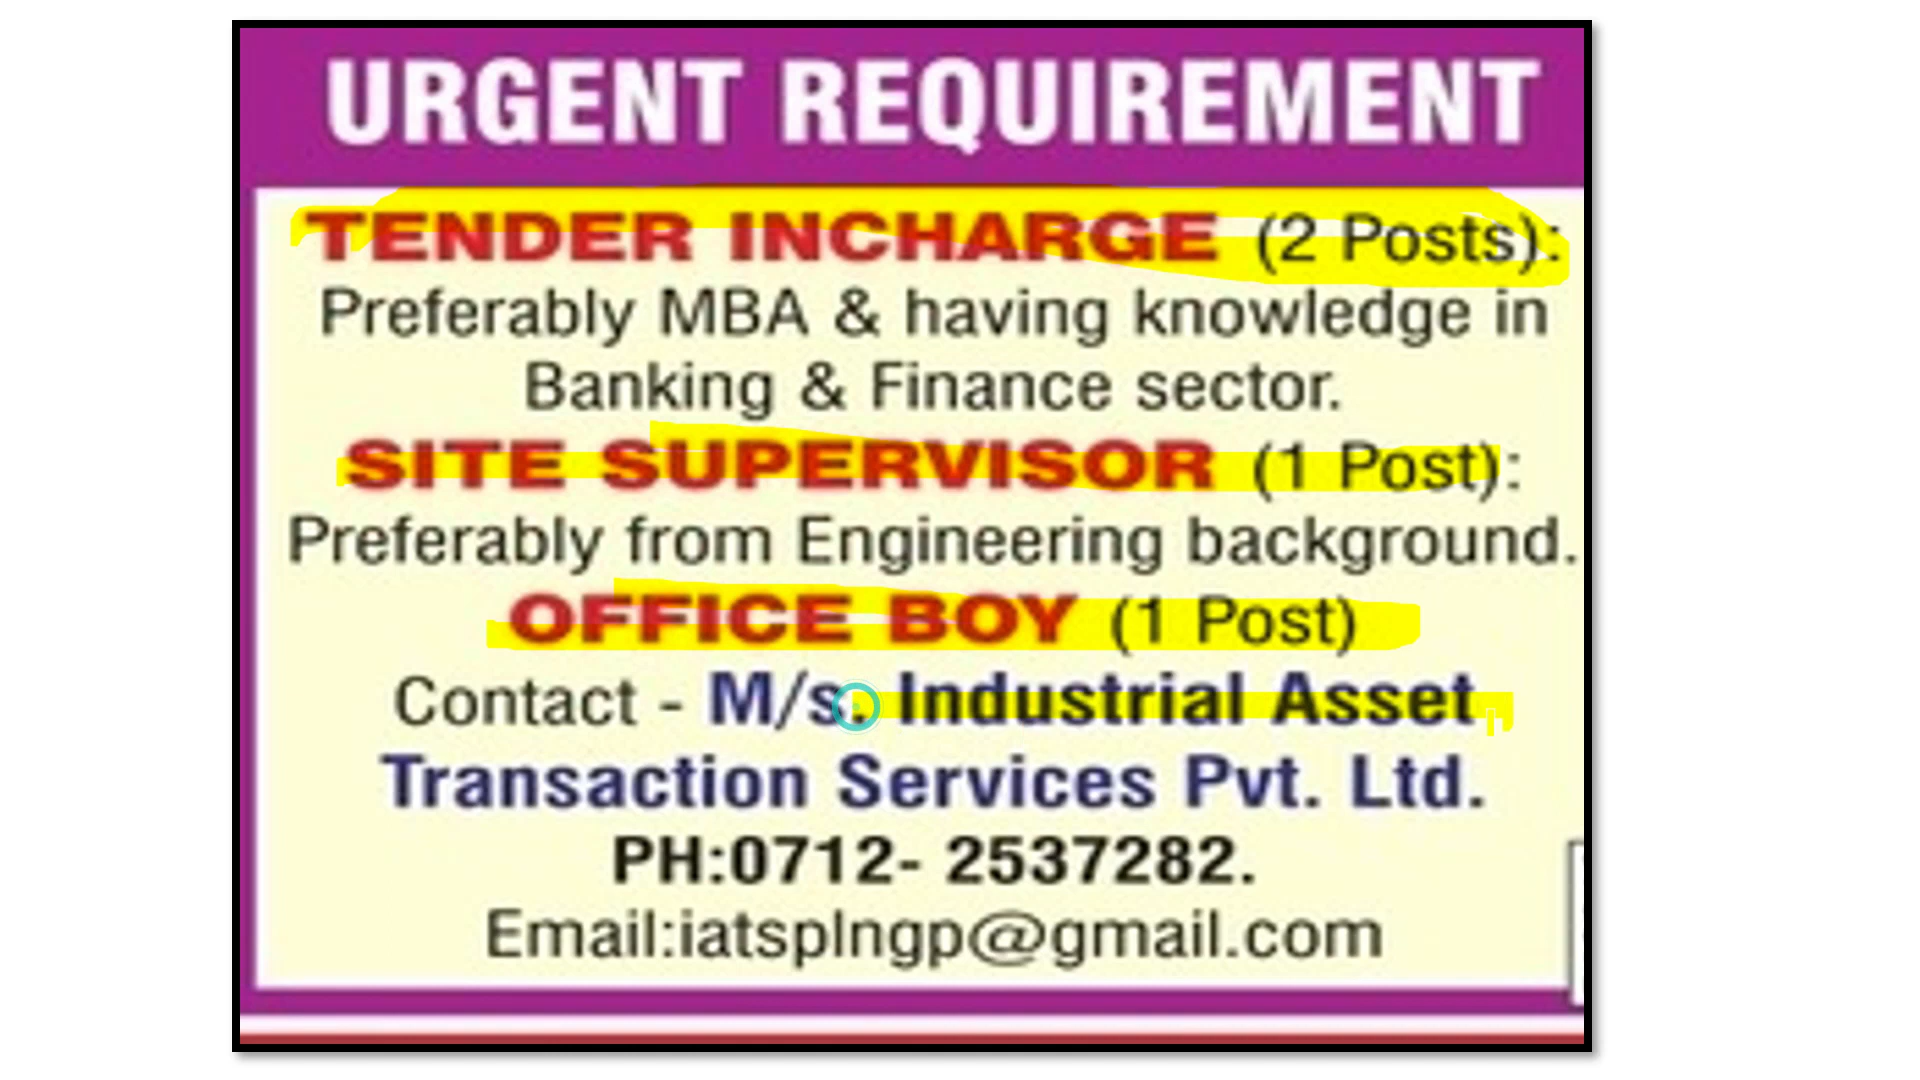 URGENT REQUIREMENT
TENDER INCHARGE (2 Posts):
Preferably MBA & having knowledge in
Banking & Finance sector.
SITE SUPERVISOR (1 Post):
Preferably from Engineering background.
OFFICE BOY (1 Post)
Contact - M/s. Industrial Asset
Transaction Services Pvt. Ltd.
PH:0712- 2537282.
Email:iatsplngp@gmail.com